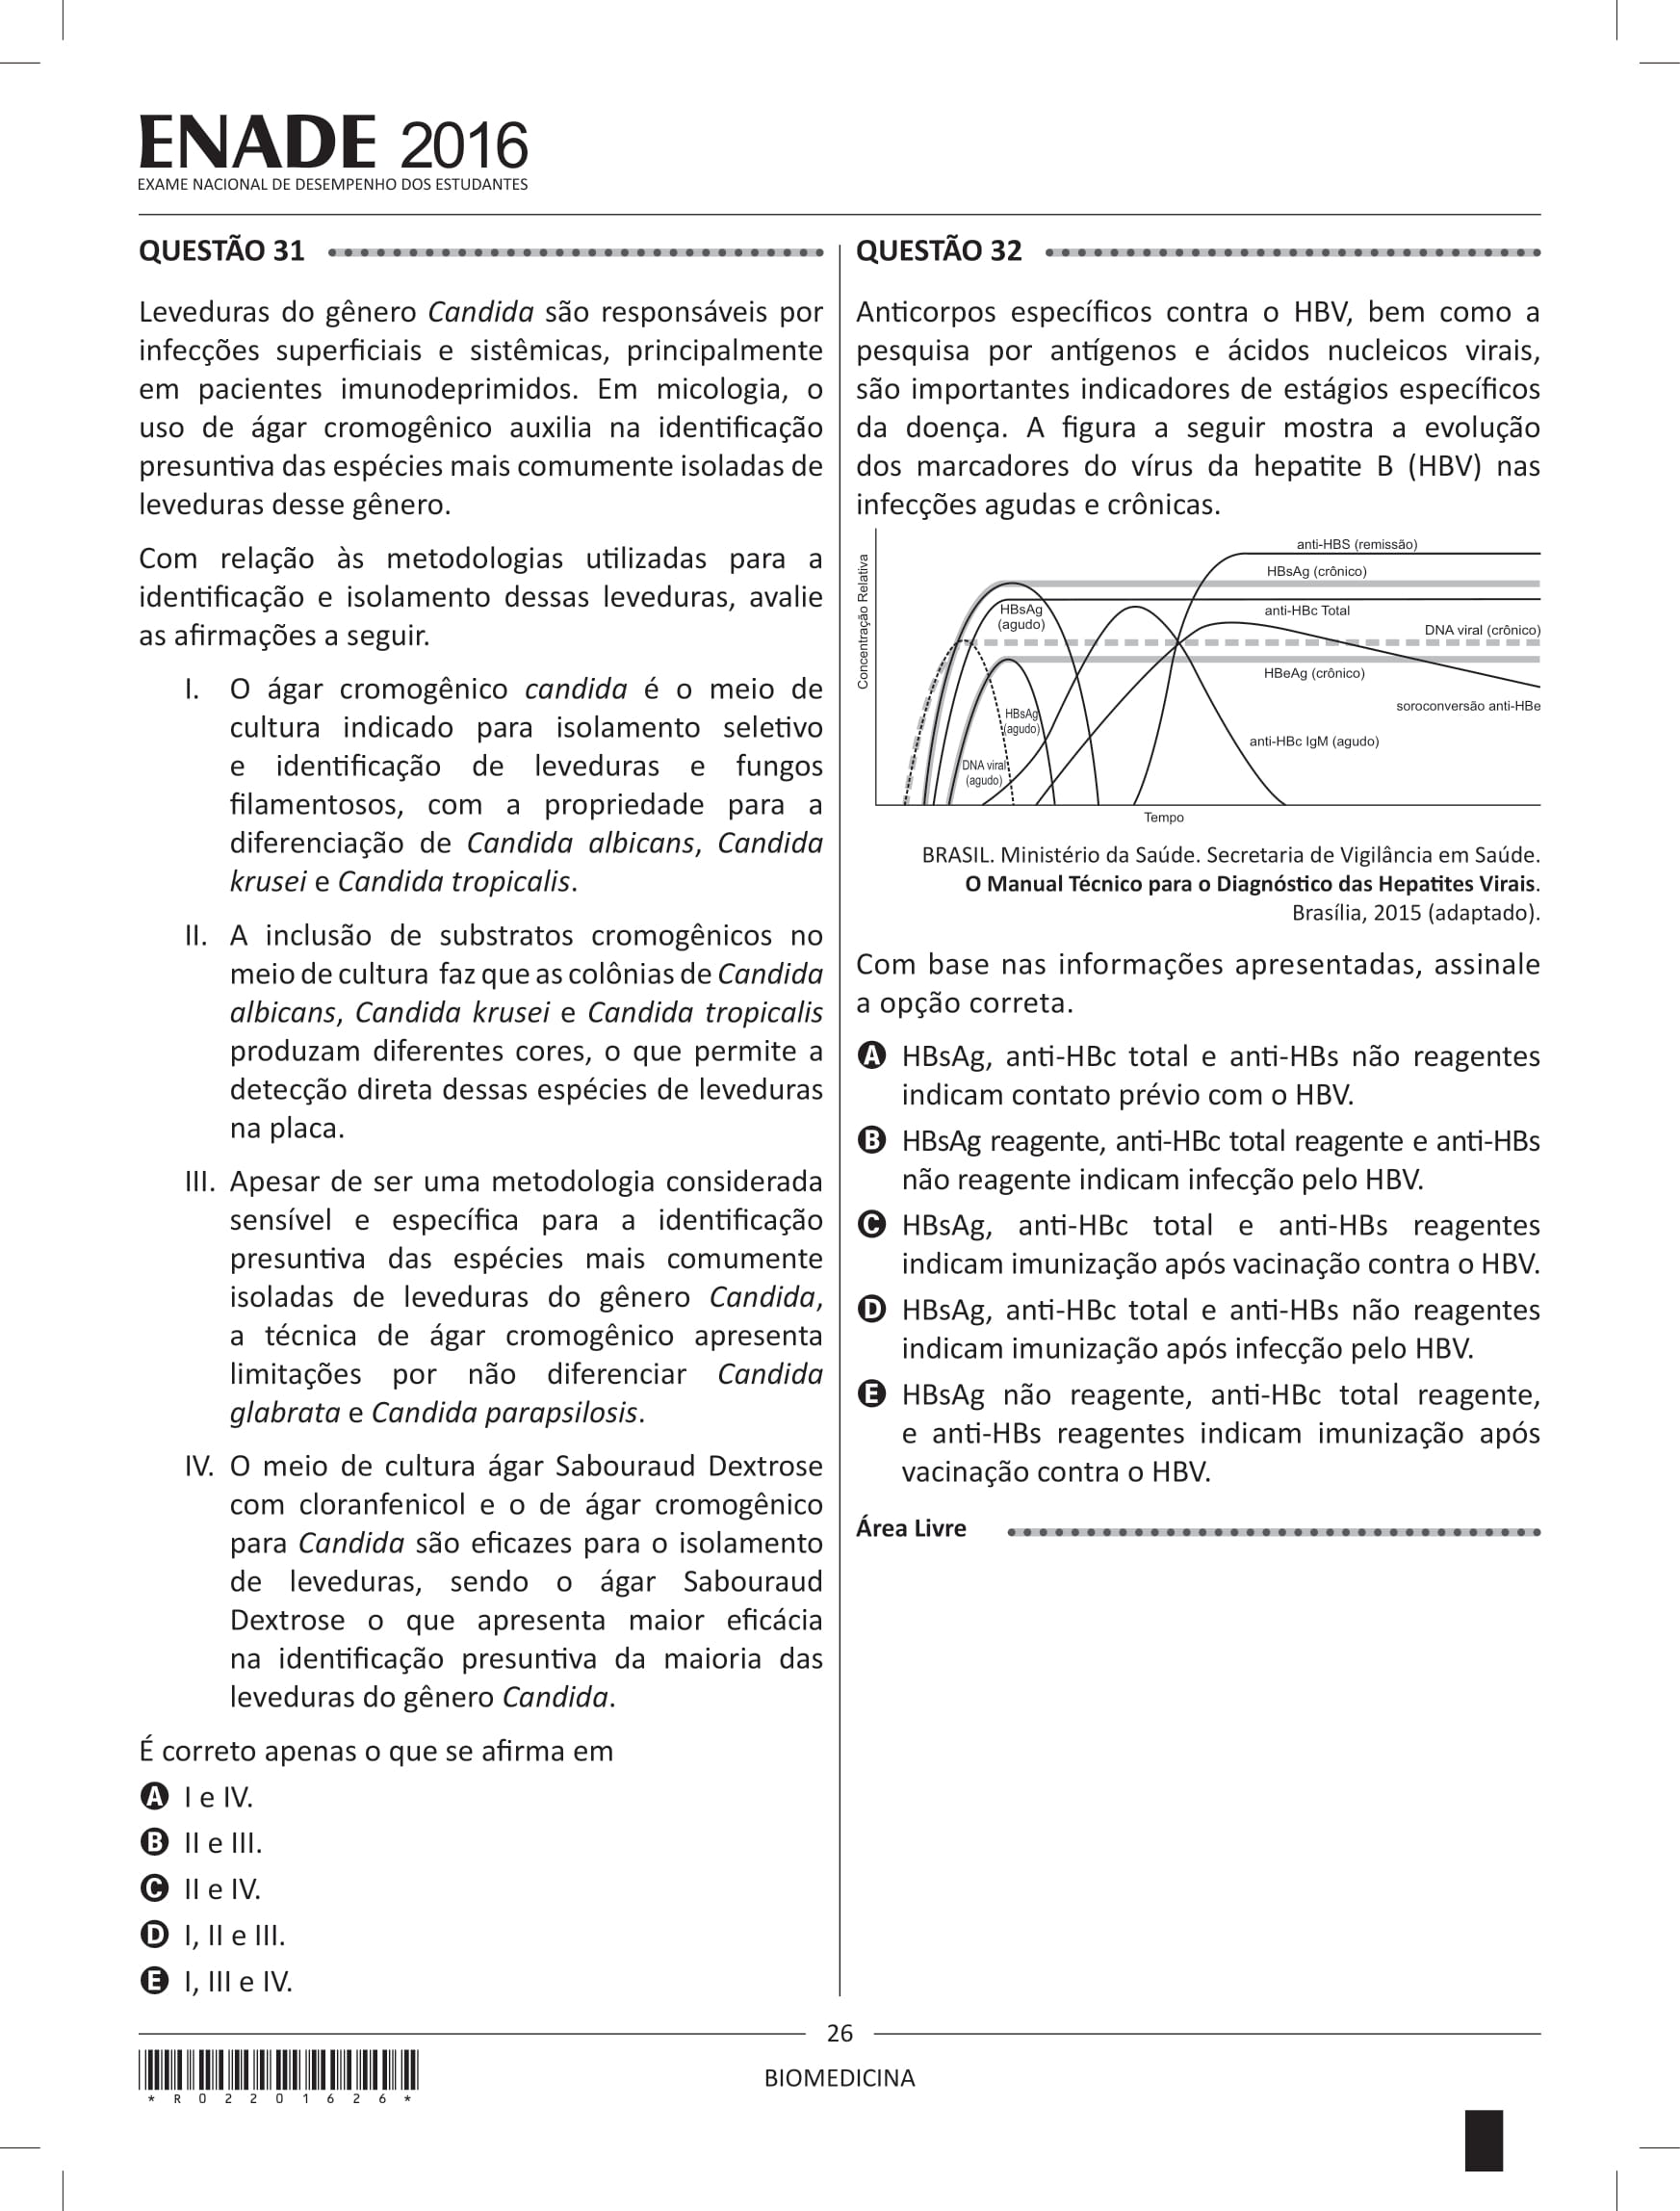 ENADE 2016
EXAME NACIONAL DE DESEMPENHO DOS ESTUDANTES
QUESTÃO 31
Leveduras do gênero Candida são responsáveis por
infecções superficiais e sistêmicas, principalmente
em pacientes imunodeprimidos. Em micologia, o
uso de ágar cromogênico auxilia na identificação
presuntiva das espécies mais comumente isoladas de
leveduras desse gênero.
Com relação às metodologias utilizadas para a
identificação e isolamento dessas leveduras, avalie
as afirmações a seguir.
I. O ágar cromogênico candida é o meio de
cultura indicado para isolamento seletivo
e identificação de leveduras e fungos
filamentosos, com a propriedade para a
diferenciação de Candida albicans, Candida
krusei e Candida tropicalis.
II. A inclusão de substratos cromogênicos no
meio de cultura faz que as colônias de Candida
albicans, Candida krusei e Candida tropicalis
produzam diferentes cores, o que permite a
detecção direta dessas espécies de leveduras
na placa.
III. Apesar de ser uma metodologia considerada
sensível e específica para a identificação
presuntiva das espécies mais comumente
isoladas de leveduras do gênero Candida,
a técnica de ágar cromogênico apresenta
limitações por não diferenciar Candida
glabrata e Candida parapsilosis.
IV. O meio de cultura ágar Sabouraud Dextrose
com cloranfenicol e o de ágar cromogênico
para Candida são eficazes para o isolamento
de leveduras, sendo o ágar Sabouraud
Dextrose o que apresenta maior eficácia
na identificação presuntiva da maioria das
leveduras do gênero Candida.
É correto apenas o que se afirma em
A I e IV.
B II e III.
C II e IV.
D I, II e III.
E I, III e IV.
QUESTÃO 32
Anticorpos específicos contra o HBV, bem como a
pesquisa por antígenos e ácidos nucleicos virais,
são importantes indicadores de estágios específicos
da doença. A figura a seguir mostra a evolução
dos marcadores do vírus da hepatite B (HBV) nas
infecções agudas e crônicas.
Concentração Relativa
anti-HBS (remissão)
HBsAg (crônico)
HBsAg
(agudo)
anti-HBc Total
DNA viral (crônico)
HBeAg (crônico)
soroconversão anti-HBe
HBsAg
(agudo)
anti-HBc IgM (agudo)
DNA viral
(agudo)
Tempo
BRASIL. Ministério da Saúde. Secretaria de Vigilância em Saúde.
O Manual Técnico para o Diagnóstico das Hepatites Virais.
Brasília, 2015 (adaptado).
Com base nas informações apresentadas, assinale
a opção correta.
A HBsAg, anti-HBc total e anti-HBs não reagentes
indicam contato prévio com o HBV.
B HBsAg reagente, anti-HBc total reagente e anti-HBs
não reagente indicam infecção pelo HBV.
C HBsAg, anti-HBc total e anti-HBs reagentes
indicam imunização após vacinação contra o HBV.
D HBsAg, anti-HBc total e anti-HBs não reagentes
indicam imunização após infecção pelo HBV.
E HBsAg não reagente, anti-HBc total reagente,
e anti-HBs reagentes indicam imunização após
vacinação contra o HBV.
Área Livre
26
BIOMEDICINA
* R 0 2 2 0 1 6 2 6 *